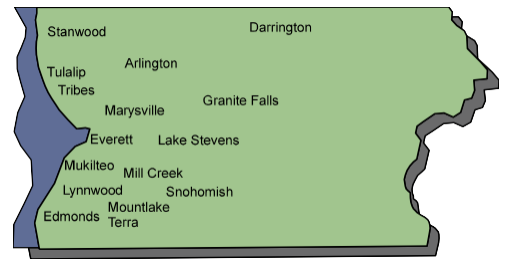 Darrington
Stanwood
Arlington
Tulalip
Tribes
Granite Falls
Marysville
Everett
Lake Stevens
Mukilteo
Mill Creek
Lynnwood
Snohomish
Mountlake
Terra
Edmonds